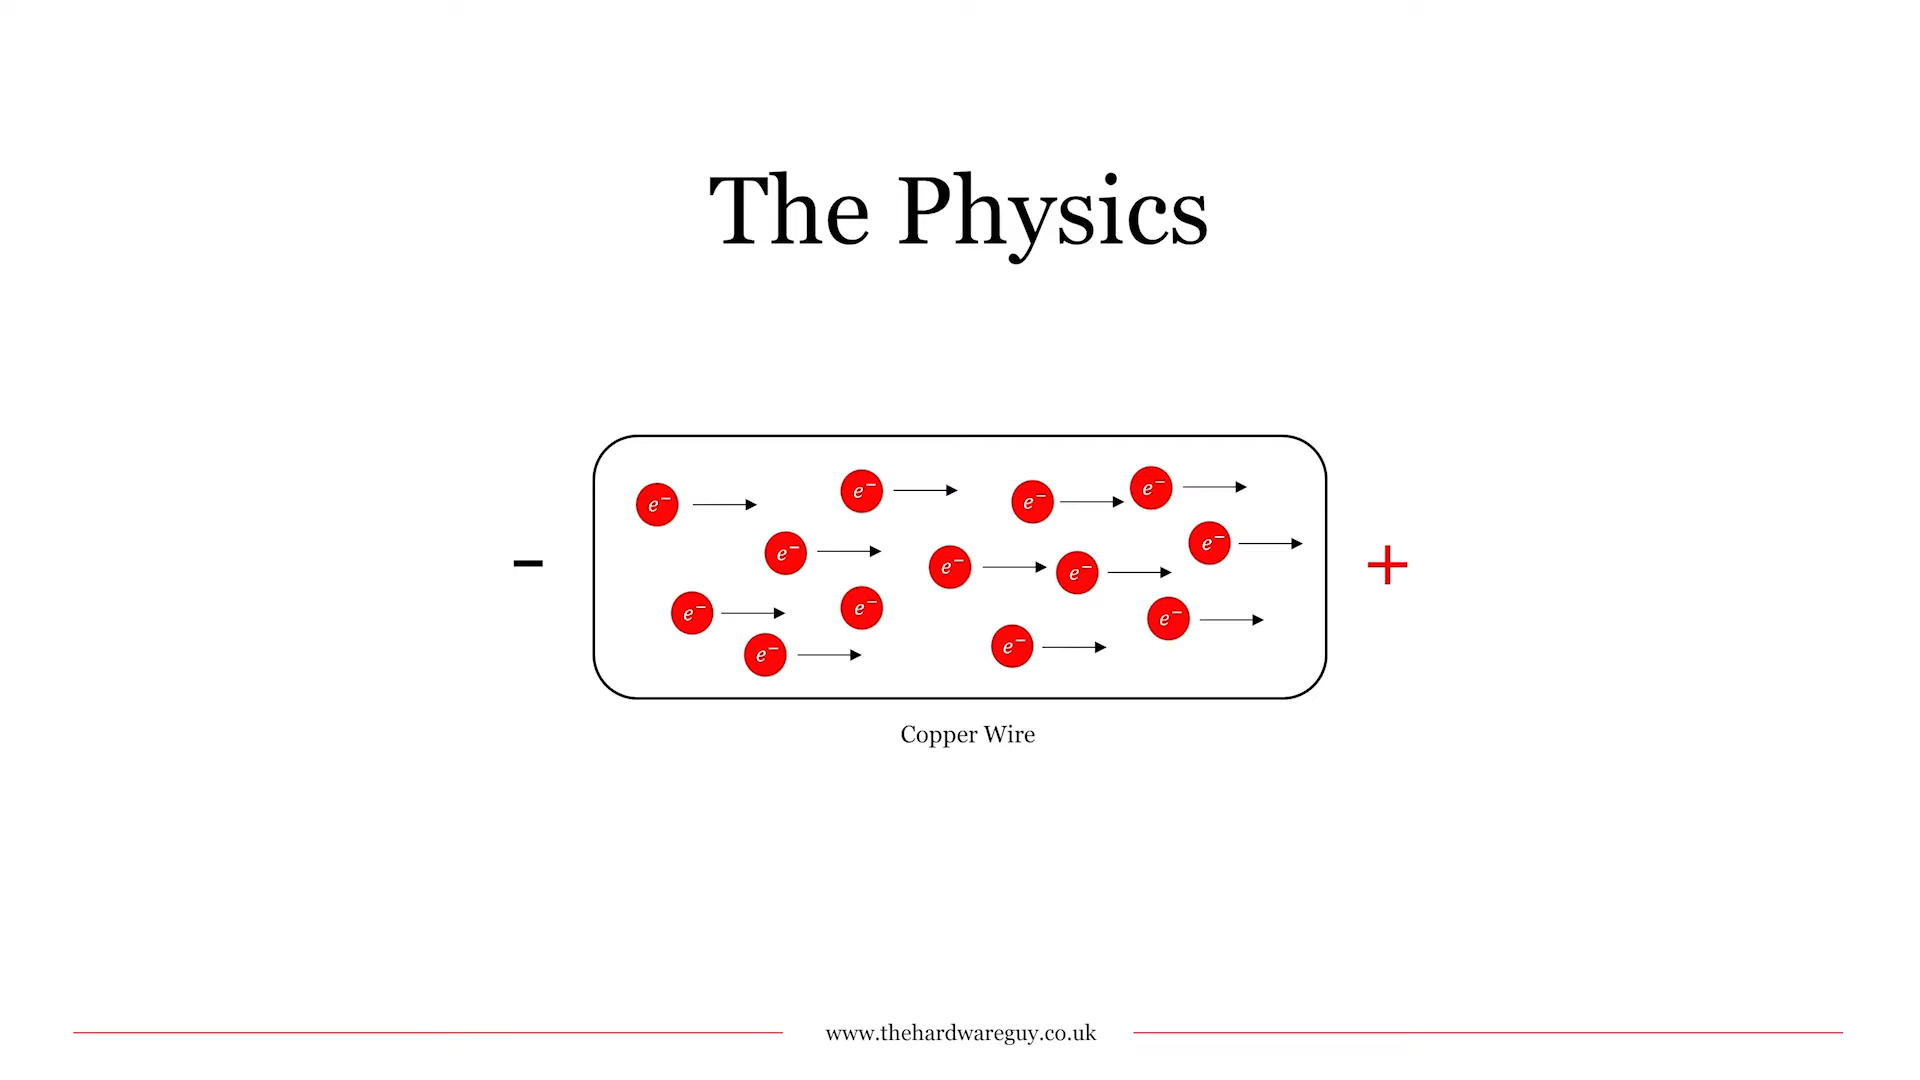 The Physics
e⁻ e⁻ e⁻ e⁻
e⁻ e⁻ e⁻ e⁻
− e⁻ e⁻ e⁻ +
e⁻ e⁻
Copper Wire
www.thehardwareguy.co.uk